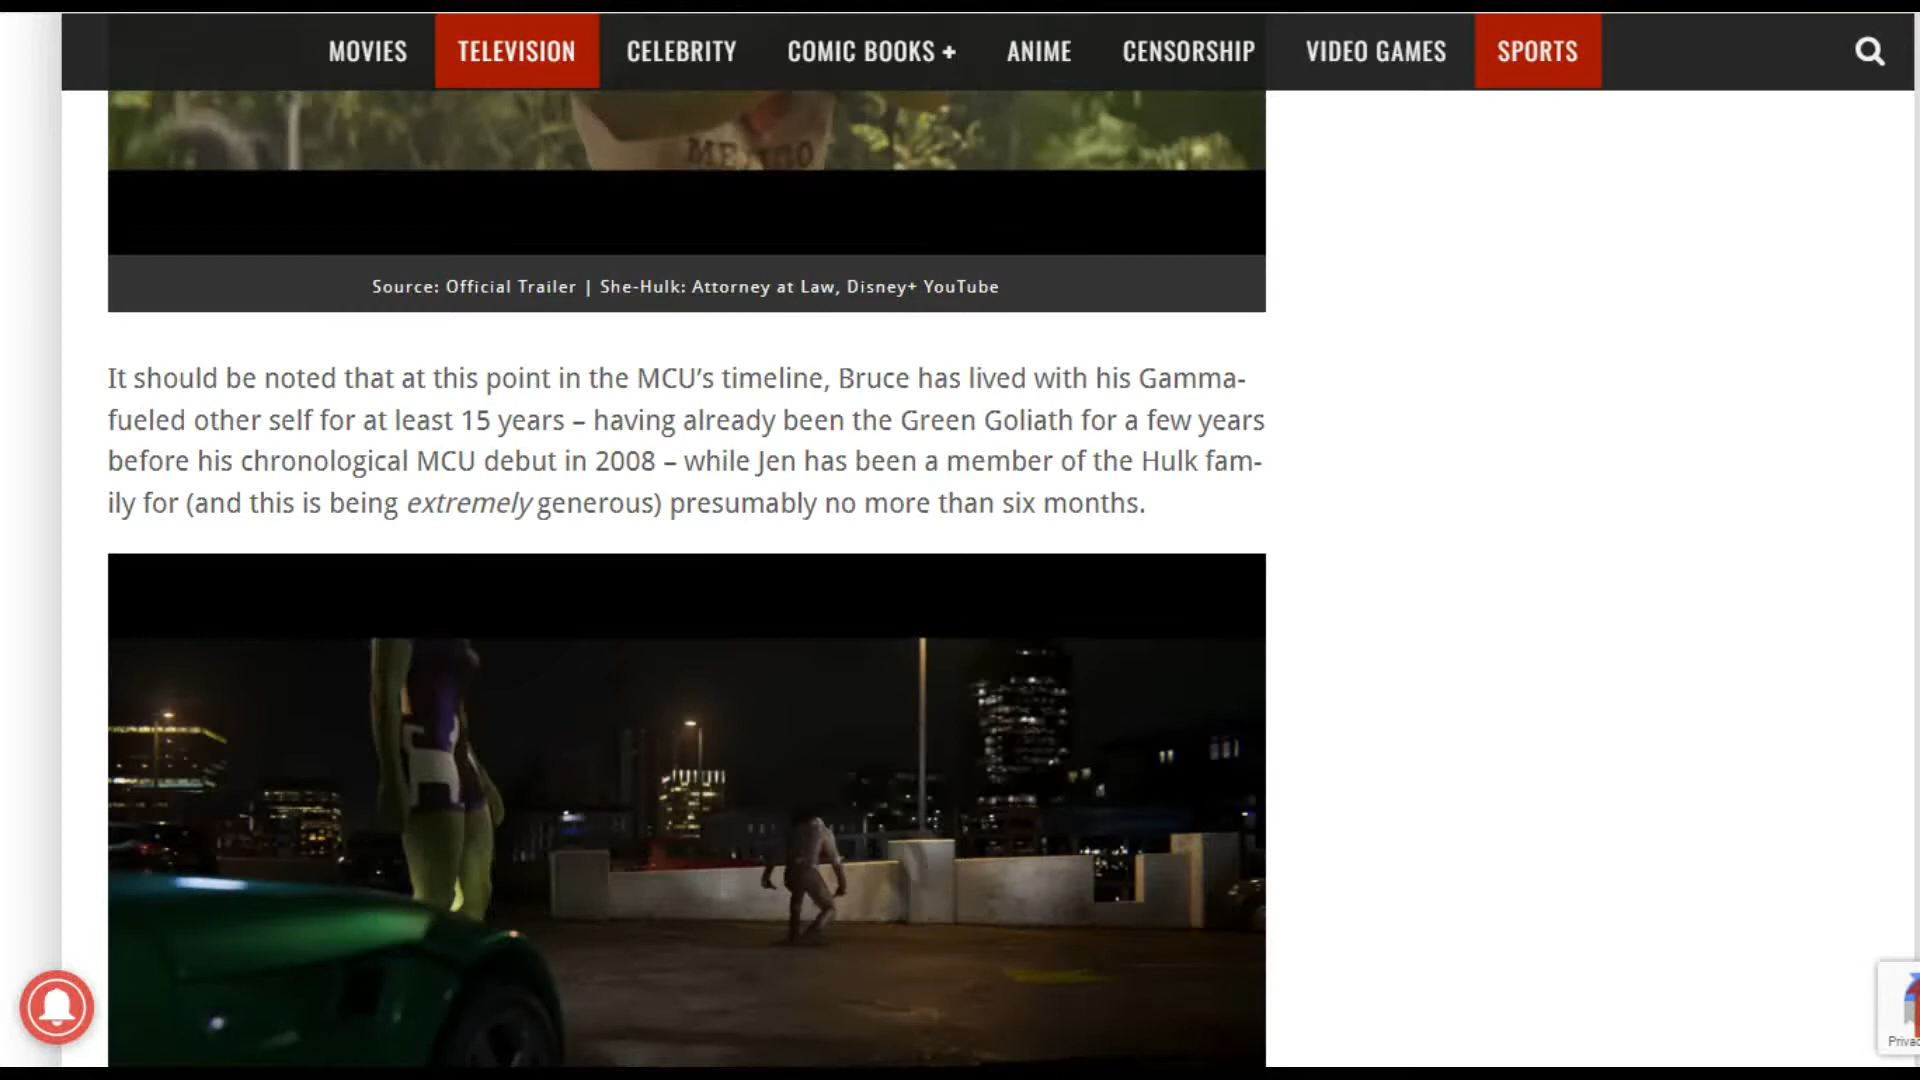 MOVIES TELEVISION CELEBRITY COMIC BOOKS + ANIME CENSORSHIP VIDEO GAMES SPORTS
Source: Official Trailer | She-Hulk: Attorney at Law, Disney+ YouTube
It should be noted that at this point in the MCU’s timeline, Bruce has lived with his Gamma-
fueled other self for at least 15 years – having already been the Green Goliath for a few years
before his chronological MCU debut in 2008 – while Jen has been a member of the Hulk fam-
ily for (and this is being extremely generous) presumably no more than six months.